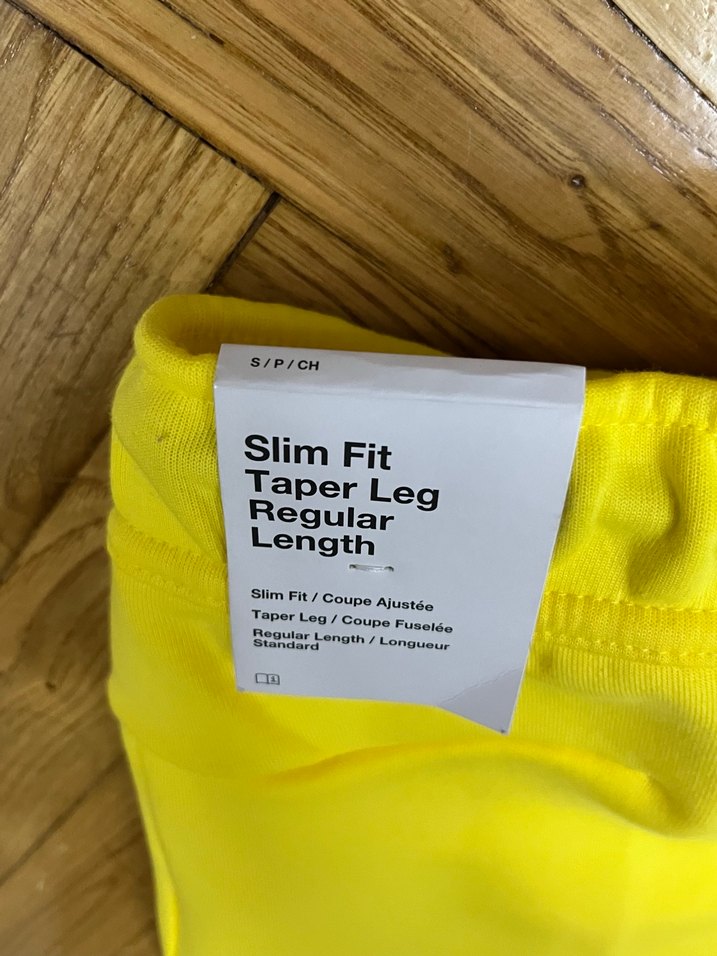 S / P / CH
Slim Fit
Taper Leg
Regular
Length
Slim Fit / Coupe Ajustée
Taper Leg / Coupe Fuselée
Regular Length / Longueur
Standard